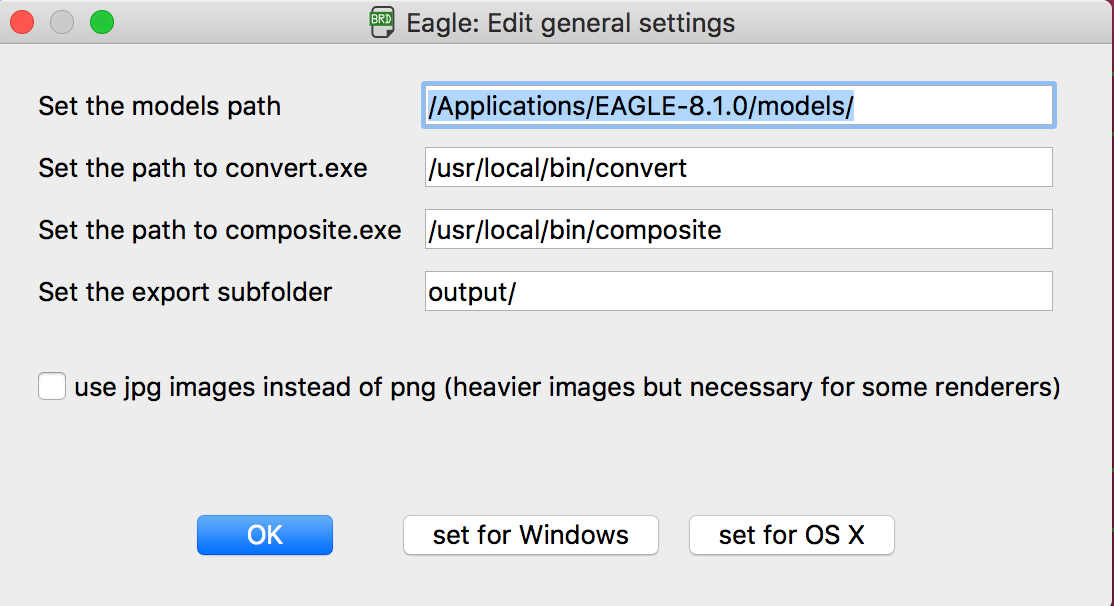 BRD Eagle: Edit general settings
Set the models path /Applications/EAGLE-8.1.0/models/
Set the path to convert.exe /usr/local/bin/convert
Set the path to composite.exe /usr/local/bin/composite
Set the export subfolder output/
use jpg images instead of png (heavier images but necessary for some renderers)
OK set for Windows set for OS X